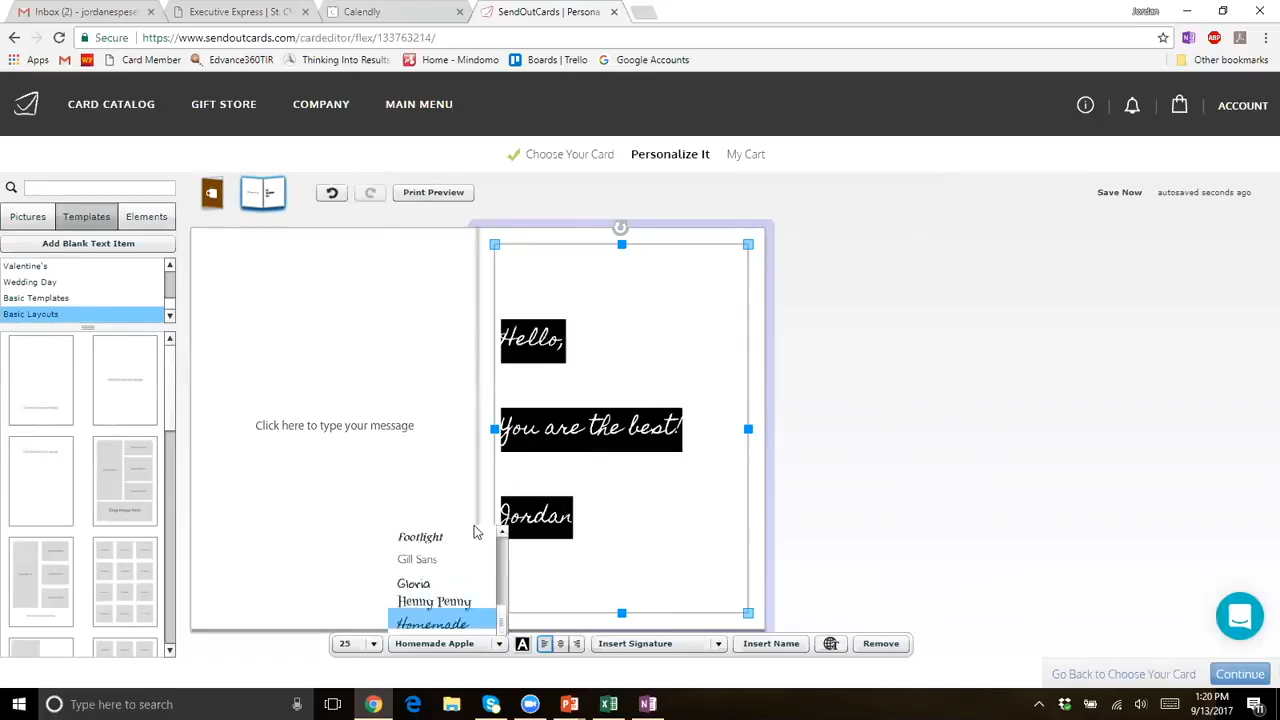 Inbox (2) - jordanespese
Executive Express | St. Cl
Calendly
SendOutCards | Persona
Jordan
Secure
https://www.sendoutcards.com/cardeditor/flex/133763214/
Apps
Card Member
Edvance360TIR
Thinking Into Results
Home - Mindomo
Boards | Trello
Google Accounts
Other bookmarks
CARD CATALOG
GIFT STORE
COMPANY
MAIN MENU
ACCOUNT
Choose Your Card
Personalize It
My Cart
Print Preview
Save Now
autosaved seconds ago
Pictures
Templates
Elements
Add Blank Text Item
Valentine's
Wedding Day
Basic Templates
Basic Layouts
Hello,
Click here to type your message
You are the best!
Jordan
Footlight
Gill Sans
Gloria
Henny Penny
Homemade
25
Homemade Apple
A
Insert Signature
Insert Name
Remove
Go Back to Choose Your Card
Continue
Type here to search
1:20 PM
9/13/2017